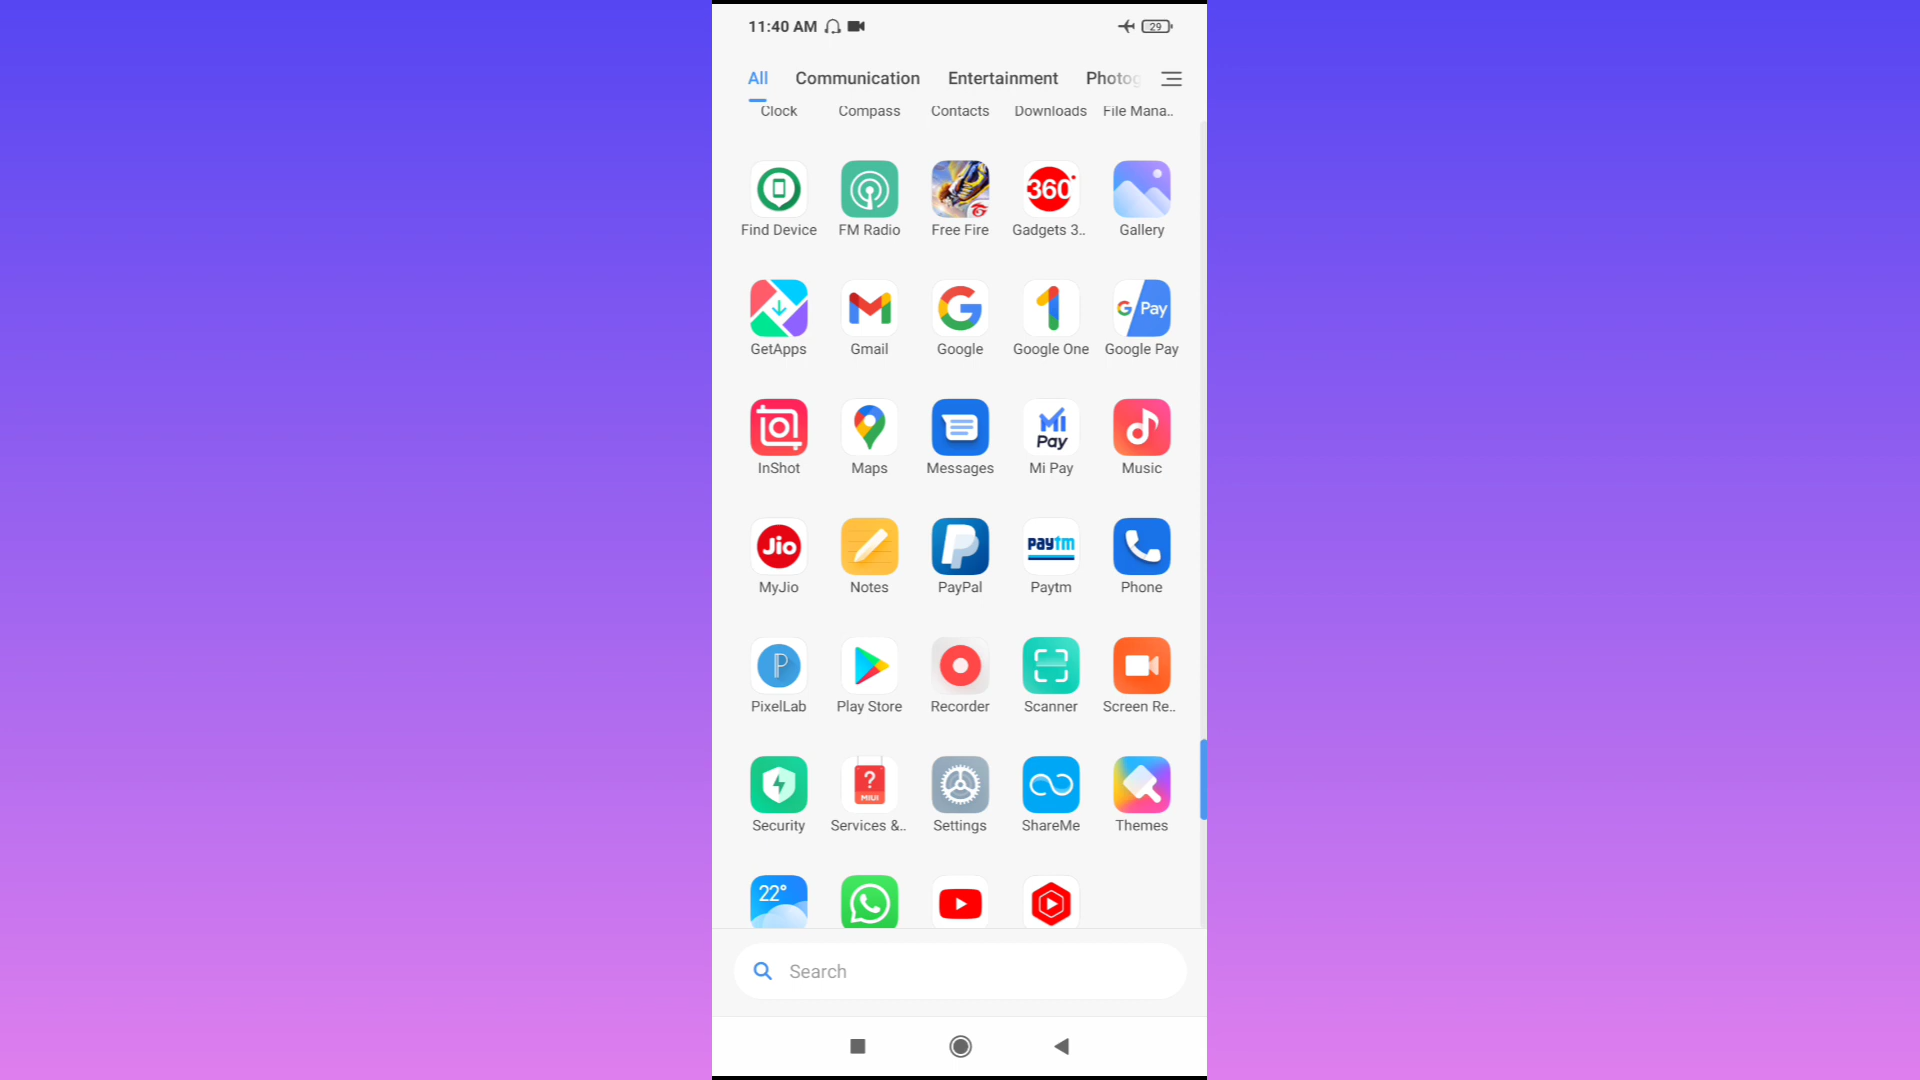 11:40 AM 29
All Communication Entertainment Photog
Clock Compass Contacts Downloads File Mana..
360
Find Device FM Radio Free Fire Gadgets 3.. Gallery
1 G Pay
GetApps Gmail Google Google One Google Pay
Mi Pay
InShot Maps Messages Mi Pay Music
Jio paytm
MyJio Notes PayPal Paytm Phone
P
PixelLab Play Store Recorder Scanner Screen Re..
? MIUI
Security Services &.. Settings ShareMe Themes
22°
Search